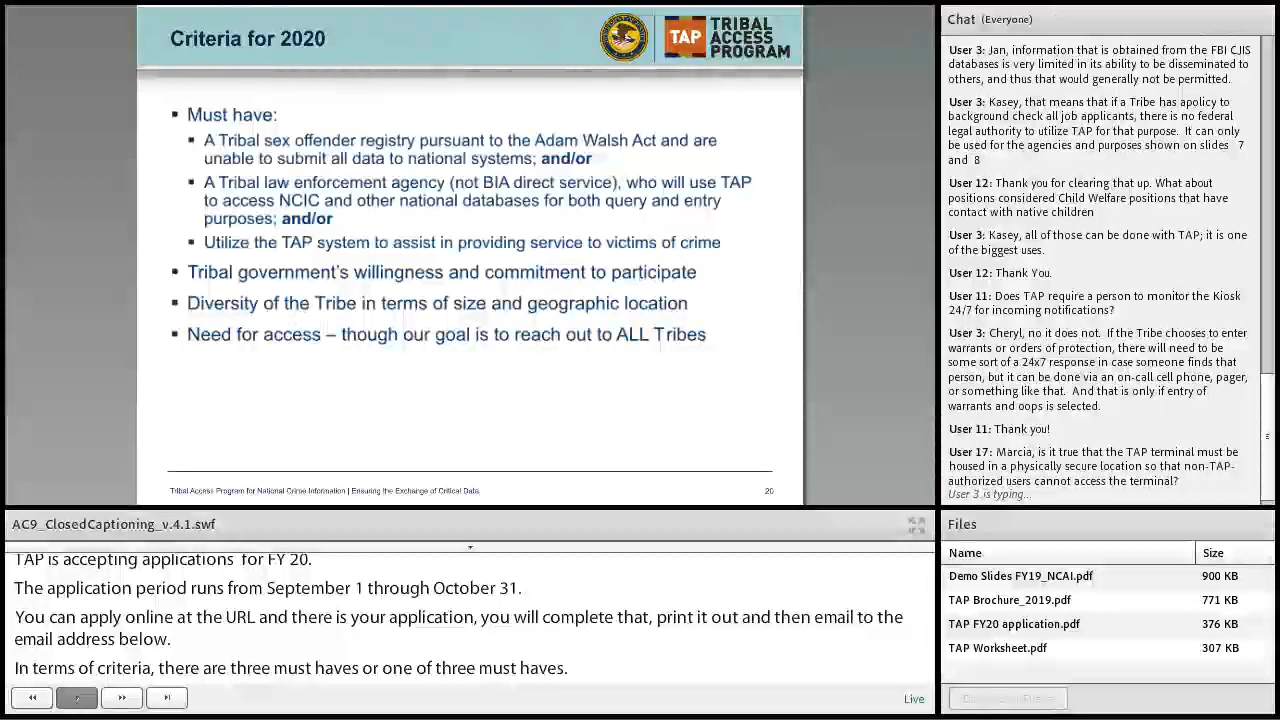 Criteria for 2020
TAP
TRIBAL
ACCESS
PROGRAM
▪ Must have:
▪ A Tribal sex offender registry pursuant to the Adam Walsh Act and are
unable to submit all data to national systems; and/or
▪ A Tribal law enforcement agency (not BIA direct service), who will use TAP
to access NCIC and other national databases for both query and entry
purposes; and/or
▪ Utilize the TAP system to assist in providing service to victims of crime
▪ Tribal government's willingness and commitment to participate
▪ Diversity of the Tribe in terms of size and geographic location
▪ Need for access – though our goal is to reach out to ALL Tribes
Tribal Access Program for National Crime Information | Ensuring the Exchange of Critical Data
20
AC9_ClosedCaptioning_v.4.1.swf
TAP is accepting applications for FY 20.
The application period runs from September 1 through October 31.
You can apply online at the URL and there is your application, you will complete that, print it out and then email to the
email address below.
In terms of criteria, there are three must haves or one of three must haves.
Live
Chat (Everyone)
User 3: Jan, information that is obtained from the FBI CJIS
databases is very limited in its ability to be disseminated to
others, and thus that would generally not be permitted.
User 3: Kasey, that means that if a Tribe has apolicy to
background check all job applicants, there is no federal
legal authority to utilize TAP for that purpose. It can only
be used for the agencies and purposes shown on slides 7
and 8
User 12: Thank you for clearing that up. What about
positions considered Child Welfare positions that have
contact with native children
User 3: Kasey, all of those can be done with TAP; it is one
of the biggest uses.
User 12: Thank You.
User 11: Does TAP require a person to monitor the Kiosk
24/7 for incoming notifications?
User 3: Cheryl, no it does not. If the Tribe chooses to enter
warrants or orders of protection, there will need to be
some sort of a 24x7 response in case someone finds that
person, but it can be done via an on-call cell phone, pager,
or something like that. And that is only if entry of
warrants and oops is selected.
User 11: Thank you!
User 17: Marcia, is it true that the TAP terminal must be
housed in a physically secure location so that non-TAP-
authorized users cannot access the terminal?
User 3 is typing...
Files
Name Size
Demo Slides FY19_NCAI.pdf 900 KB
TAP Brochure_2019.pdf 771 KB
TAP FY20 application.pdf 376 KB
TAP Worksheet.pdf 307 KB